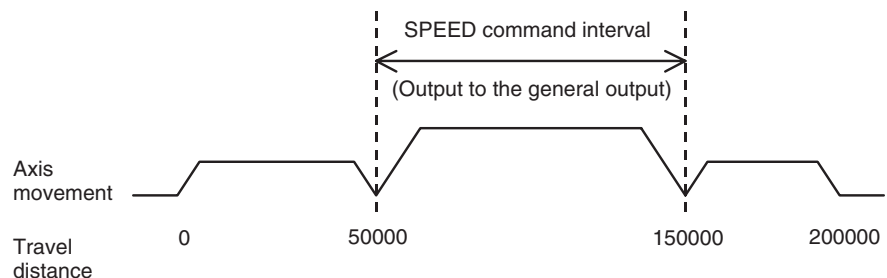 SPEED command interval
(Output to the general output)
Axis
movement
Travel
distance
0
50000
150000
200000